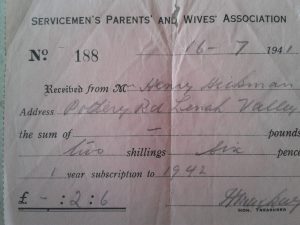 SERVICEMEN'S PARENTS' AND WIVES' ASSOCIATION
No. 188 16-7 194
Received from Mr Henry
Address Pottery Rd Lenah Valley
the sum of — pounds
two shillings six pence
1 year subscription to 1942
£ - : 2 : 6
HON. TREASURER